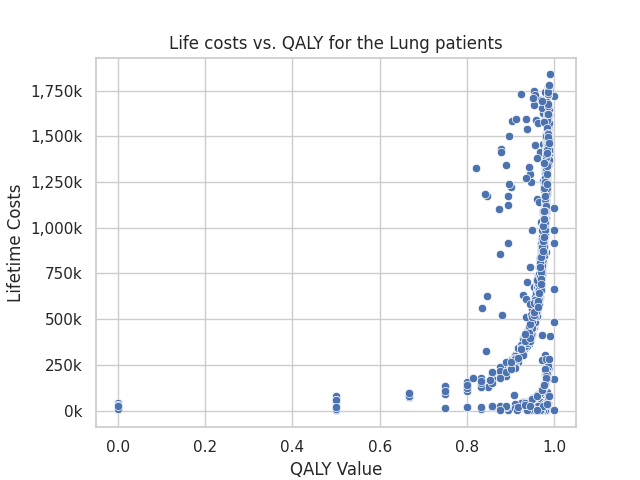 Life costs vs. QALY for the Lung patients
1,750k
1,500k
1,250k
1,000k
750k
500k
250k
0k
Lifetime Costs
0.0 0.2 0.4 0.6 0.8 1.0
QALY Value